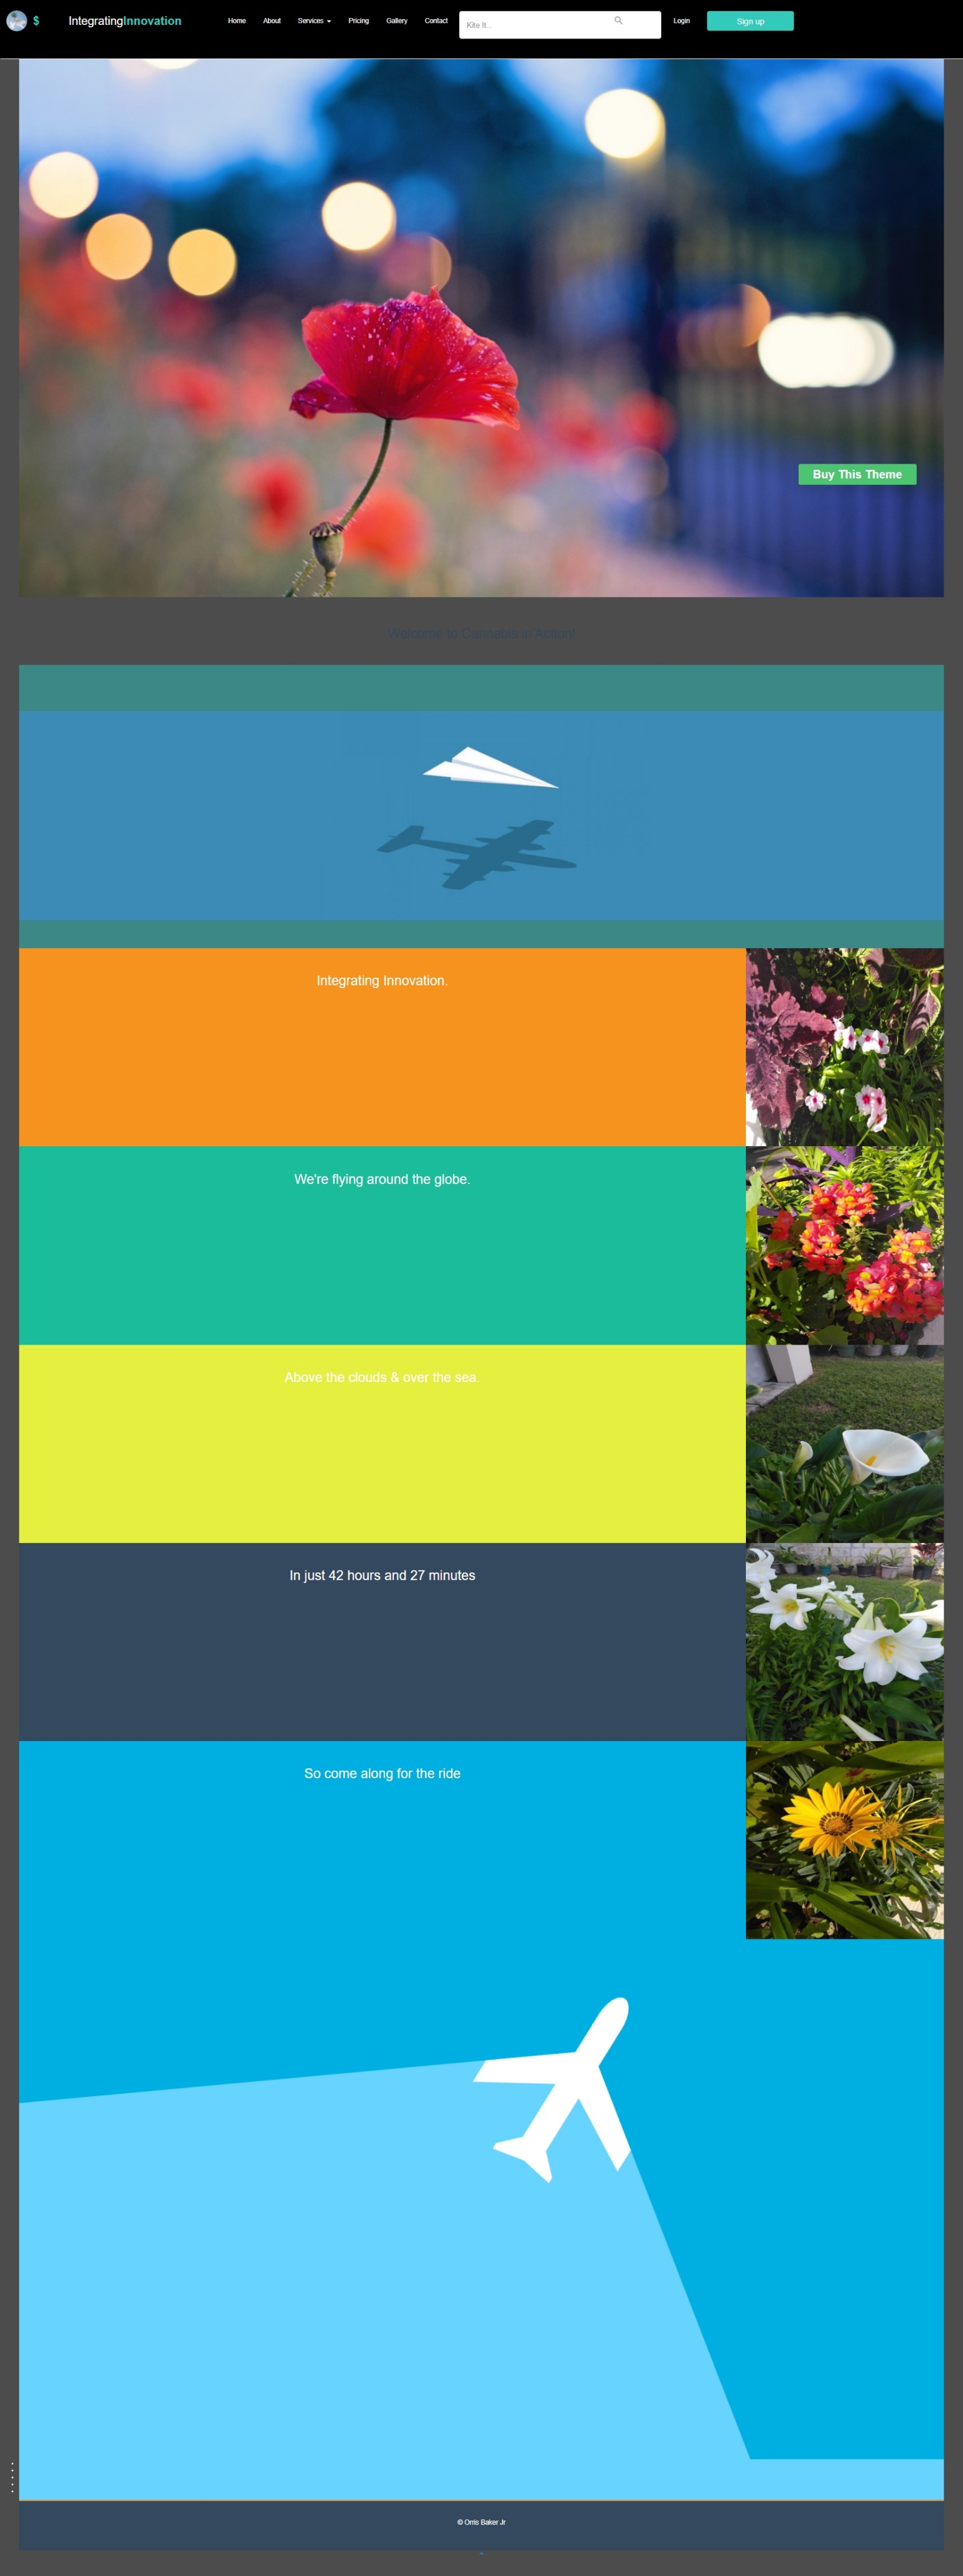 $ IntegratingInnovation Home About Services Pricing Gallery Contact Kite It... Login Sign up
Buy This Theme
Welcome to Cannabis in Action!
Integrating Innovation.
We're flying around the globe.
Above the clouds & over the sea.
In just 42 hours and 27 minutes
So come along for the ride
© Orris Baker Jr